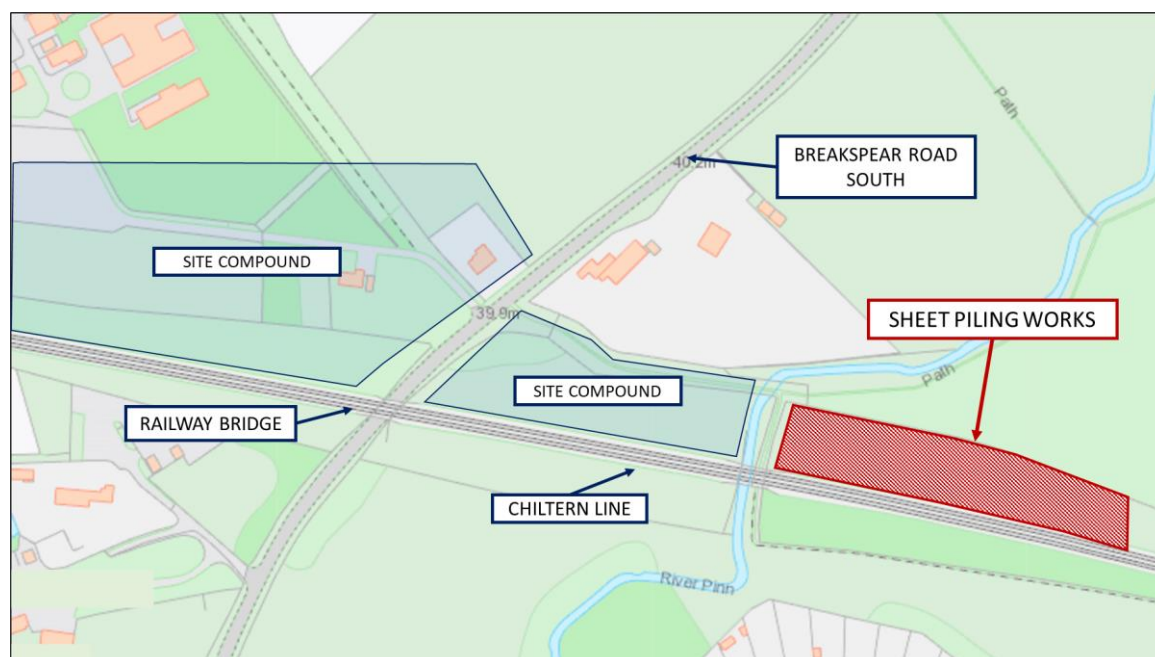 Path
BREAKSPEAR ROAD
SOUTH
40.2m
SITE COMPOUND
39.9m
SHEET PILING WORKS
Path
SITE COMPOUND
RAILWAY BRIDGE
CHILTERN LINE
River Pinn